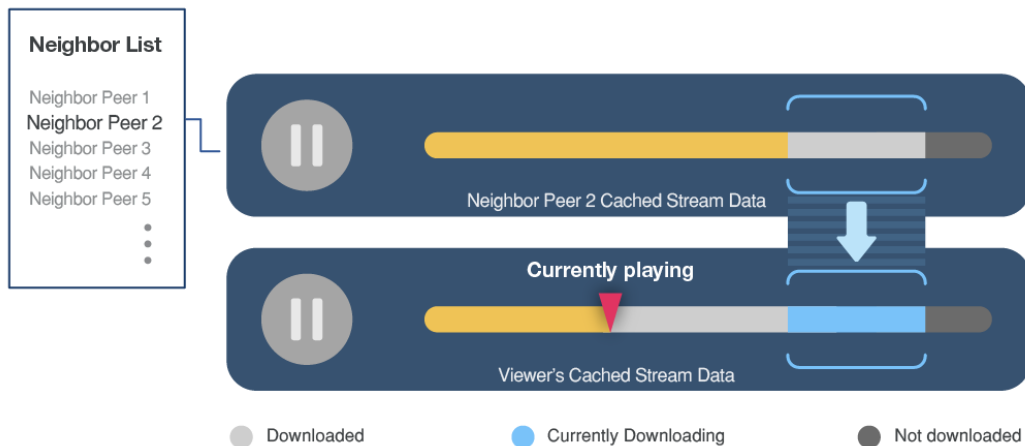 Neighbor List
Neighbor Peer 1
Neighbor Peer 2
Neighbor Peer 3
Neighbor Peer 4
Neighbor Peer 5
Neighbor Peer 2 Cached Stream Data
Currently playing
Viewer's Cached Stream Data
Downloaded
Currently Downloading
Not downloaded